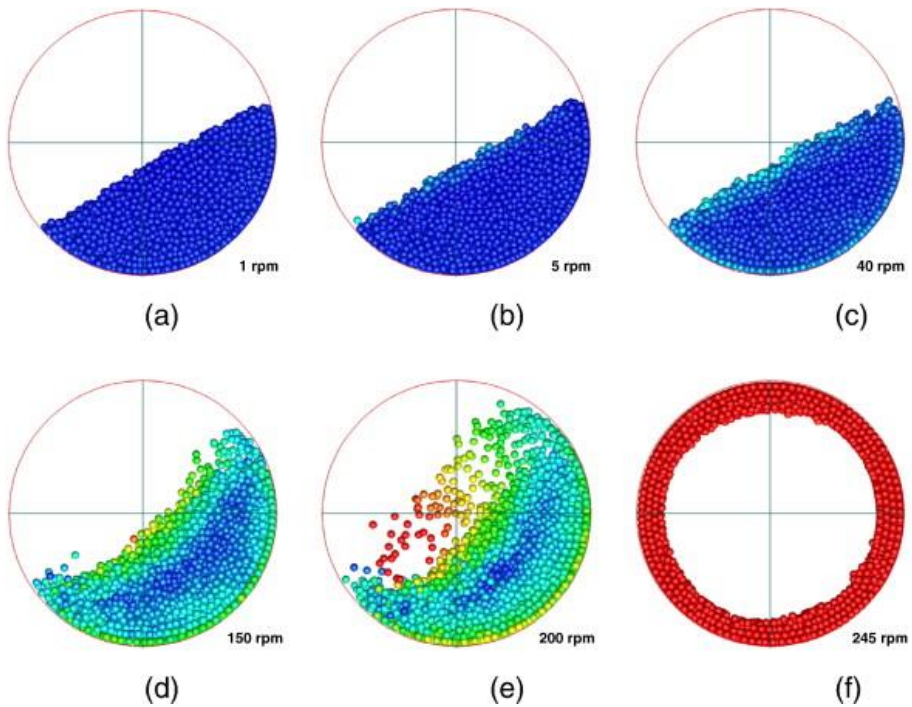 1 rpm
5 rpm
40 rpm
(a)
(b)
(c)
150 rpm
200 rpm
245 rpm
(d)
(e)
(f)